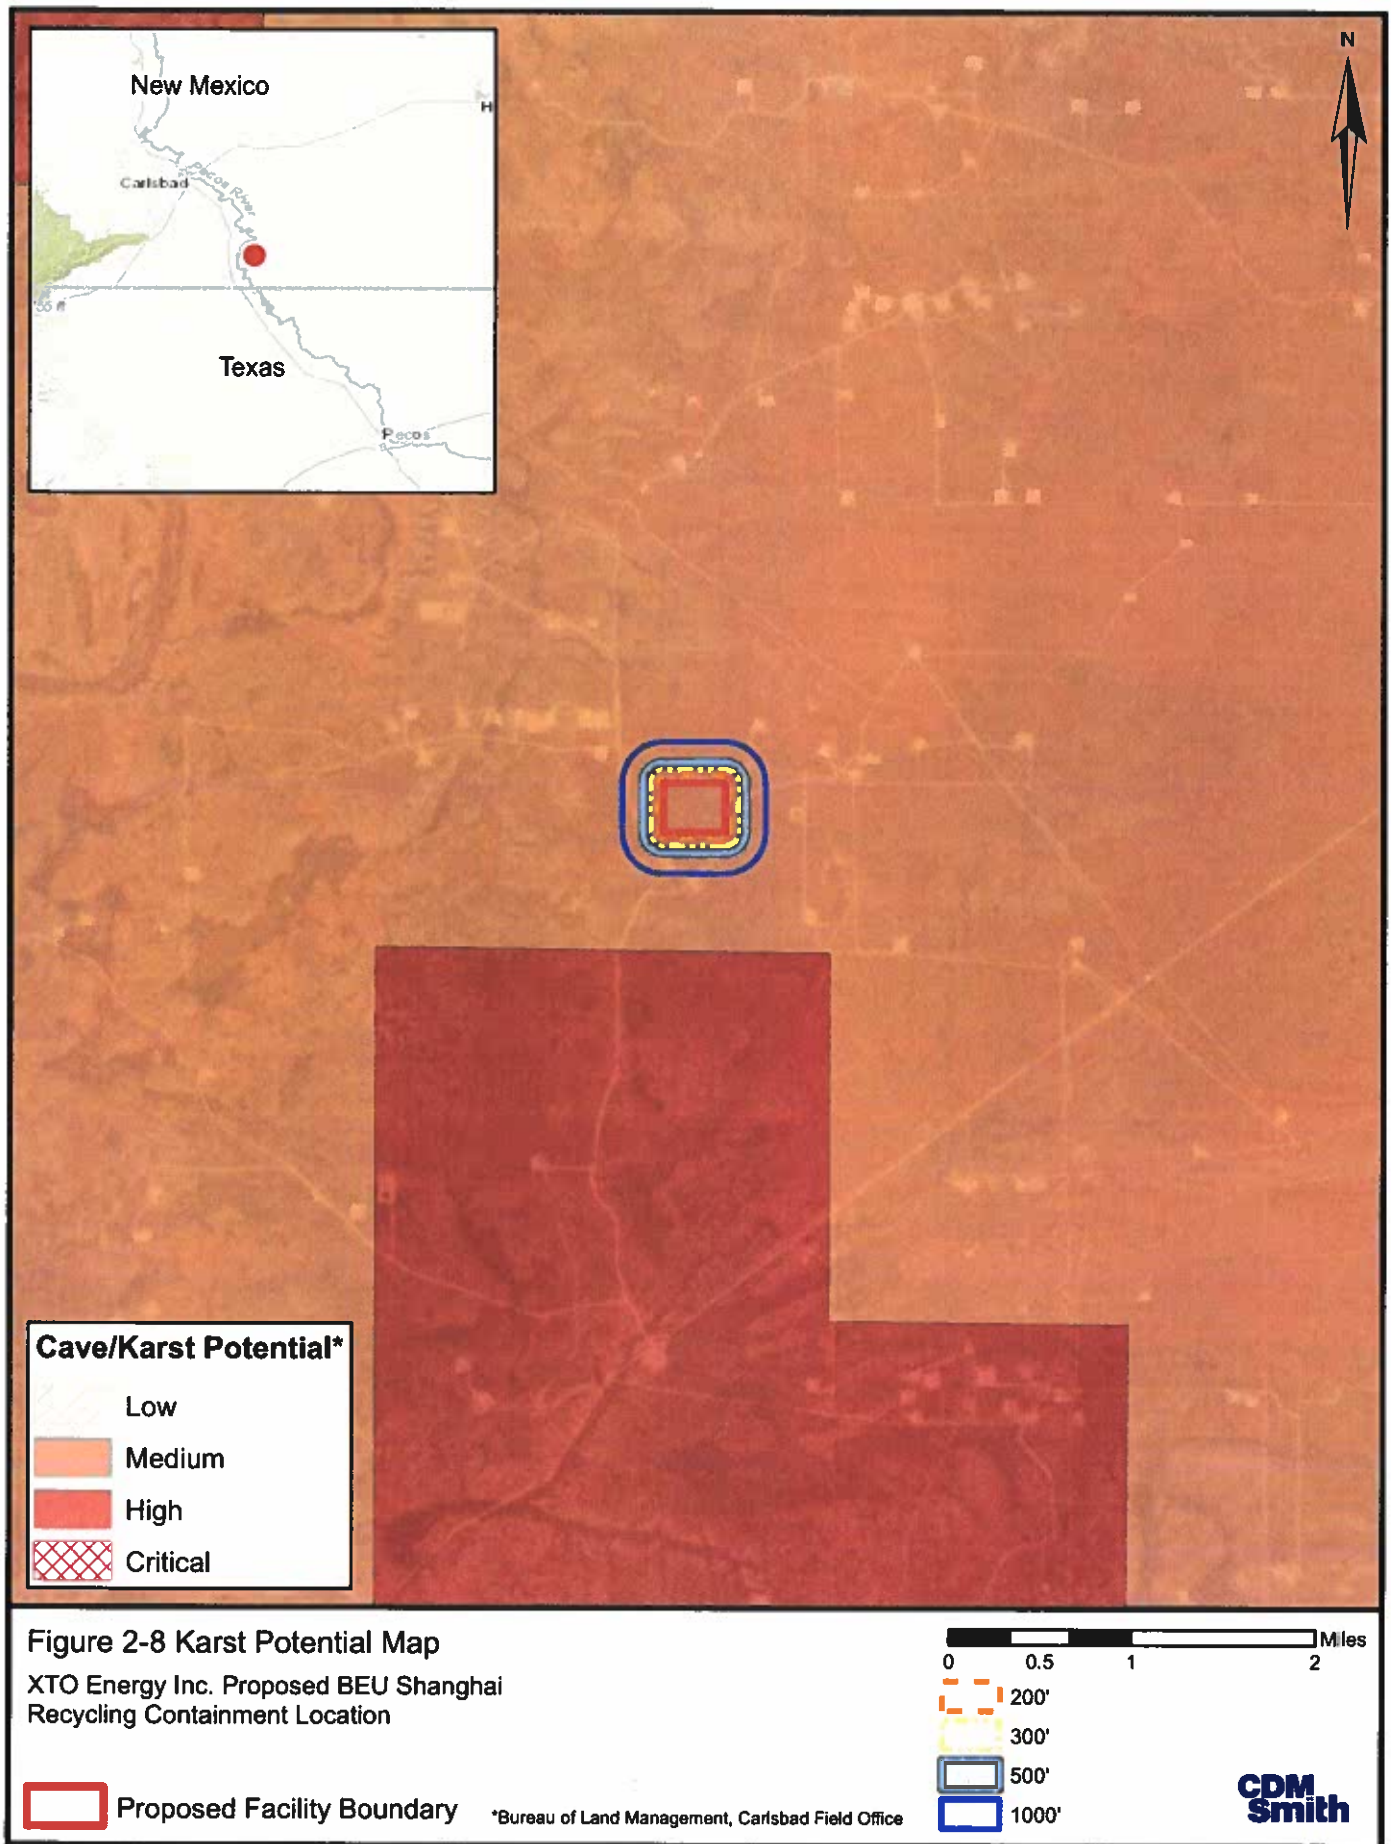 N
New Mexico
H
Carlsbad
Pecos River
Texas
Pecos
Cave/Karst Potential*
Low
Medium
High
Critical
Figure 2-8 Karst Potential Map
XTO Energy Inc. Proposed BEU Shanghai
Recycling Containment Location
Proposed Facility Boundary
*Bureau of Land Management, Carlsbad Field Office
Miles
0 0.5 1 2
200'
300'
500'
1000'
CDM
Smith